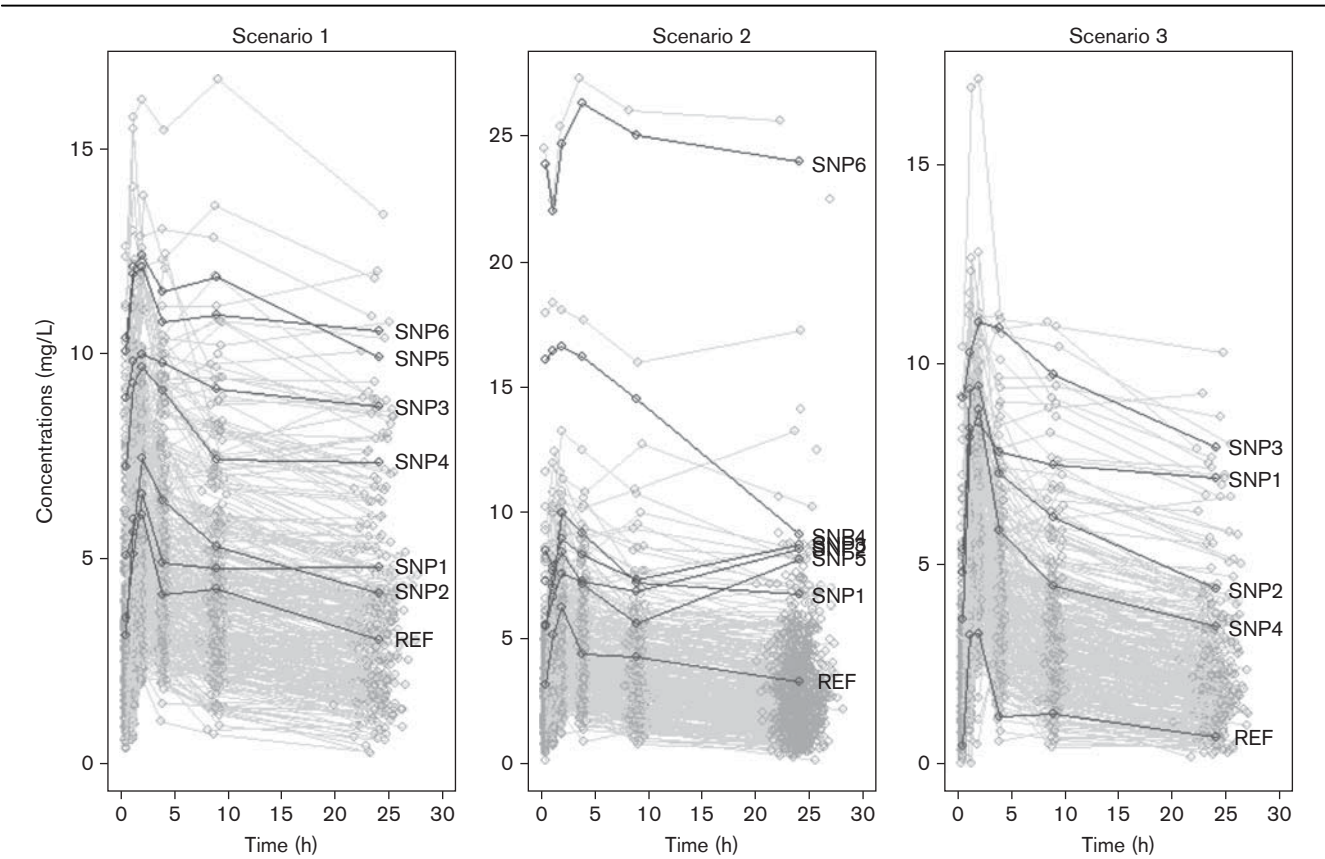 Scenario 1
Scenario 2
Scenario 3
Concentrations (mg/L)
15
10
5
0
SNP6
SNP5
SNP3
SNP4
SNP1
SNP2
REF
0 5 10 15 20 25 30
Time (h)
25
20
15
10
5
0
SNP6
SNP4
SNP5
SNP1
REF
0 5 10 15 20 25 30
Time (h)
15
10
5
0
SNP3
SNP1
SNP2
SNP4
REF
0 5 10 15 20 25 30
Time (h)